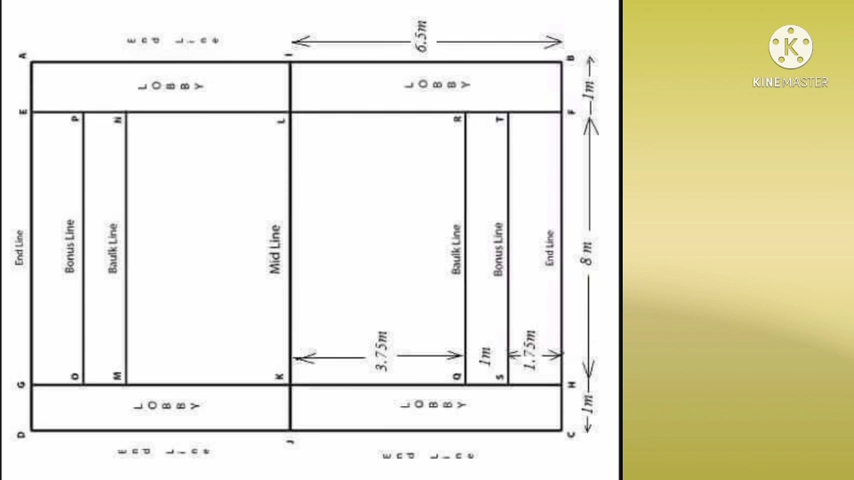 End Line
6.5m
A
I
B
LOBBY
LOBBY
1m
E
P
N
L
R
T
F
End Line
Bonus Line
Baulk Line
Mid Line
Baulk Line
Bonus Line
End Line
8 m
3.75m
1m
1.75m
G
O
M
K
Q
S
H
LOBBY
LOBBY
1m
D
J
C
End Line
End Line
K
KINEMASTER